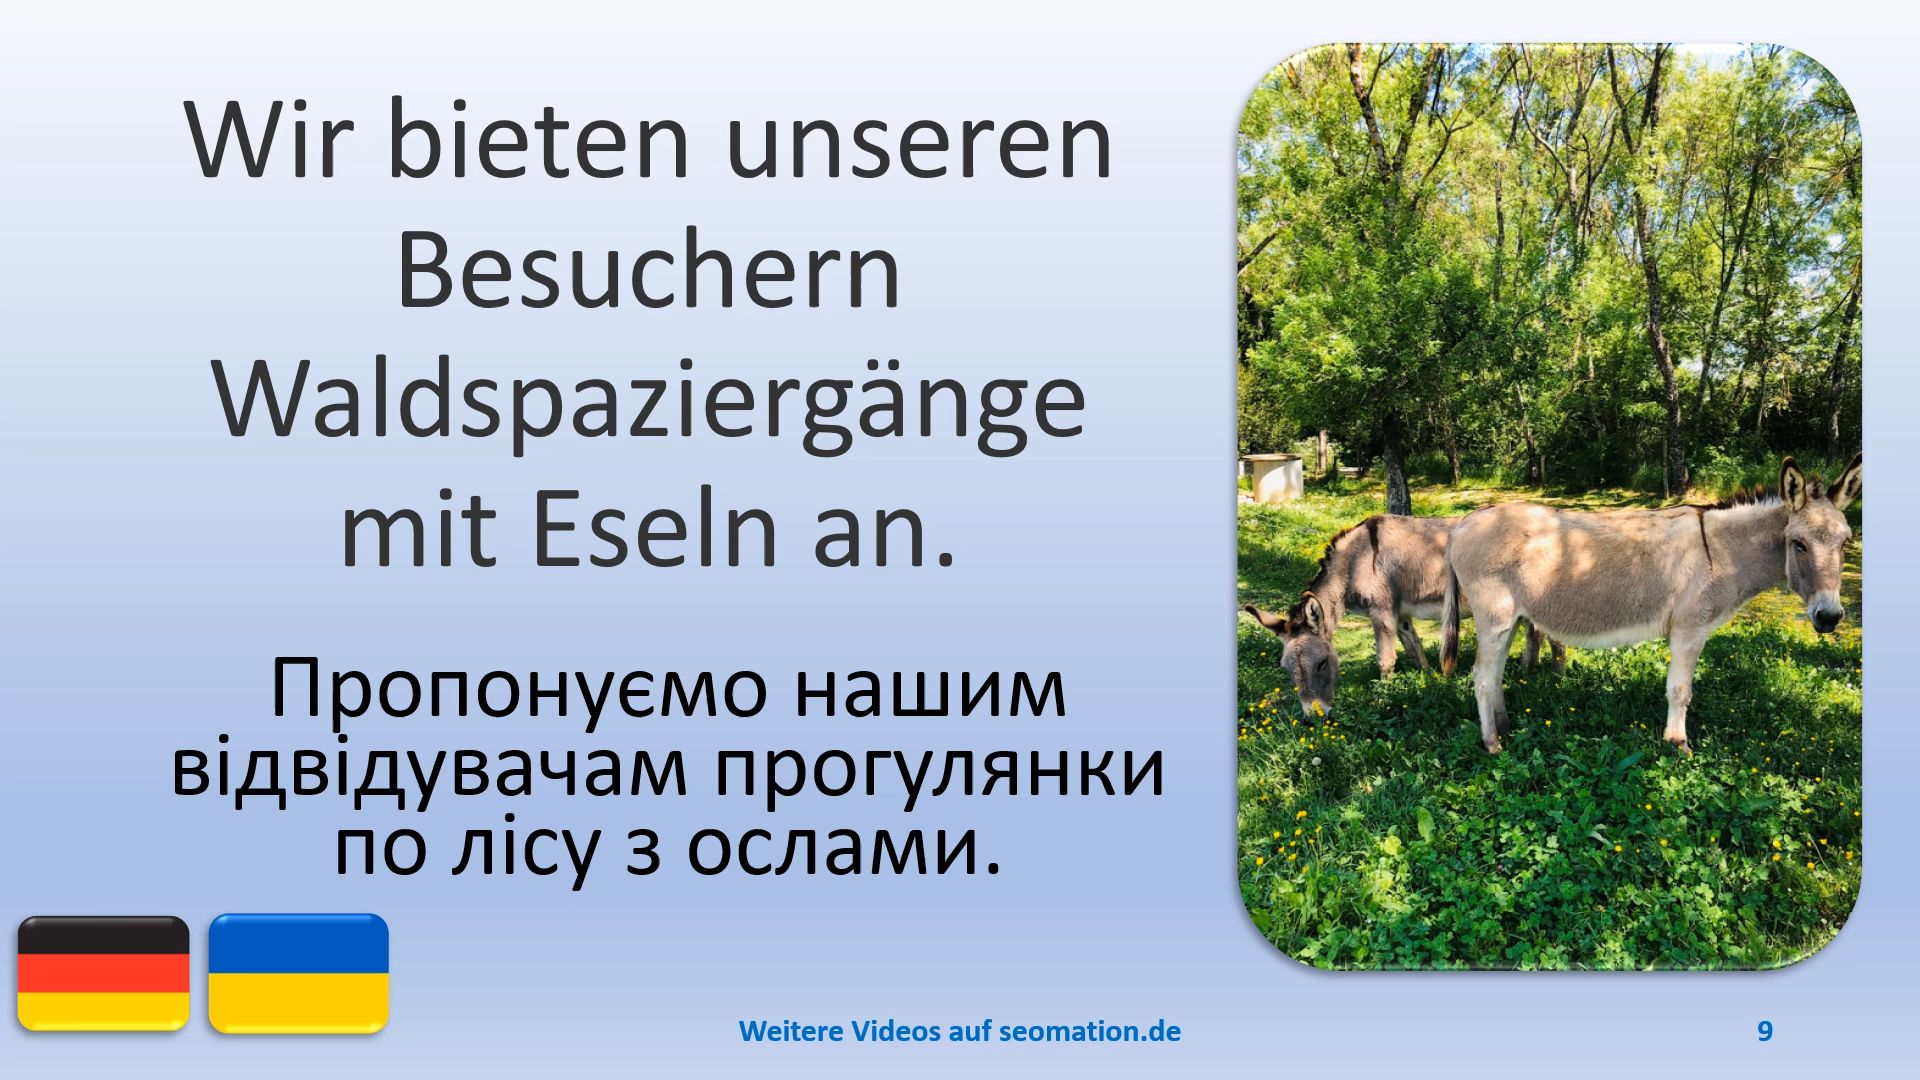 Wir bieten unseren
Besuchern
Waldspaziergänge
mit Eseln an.
Пропонуємо нашим
відвідувачам прогулянки
по лісу з ослами.
Weitere Videos auf seomation.de
9